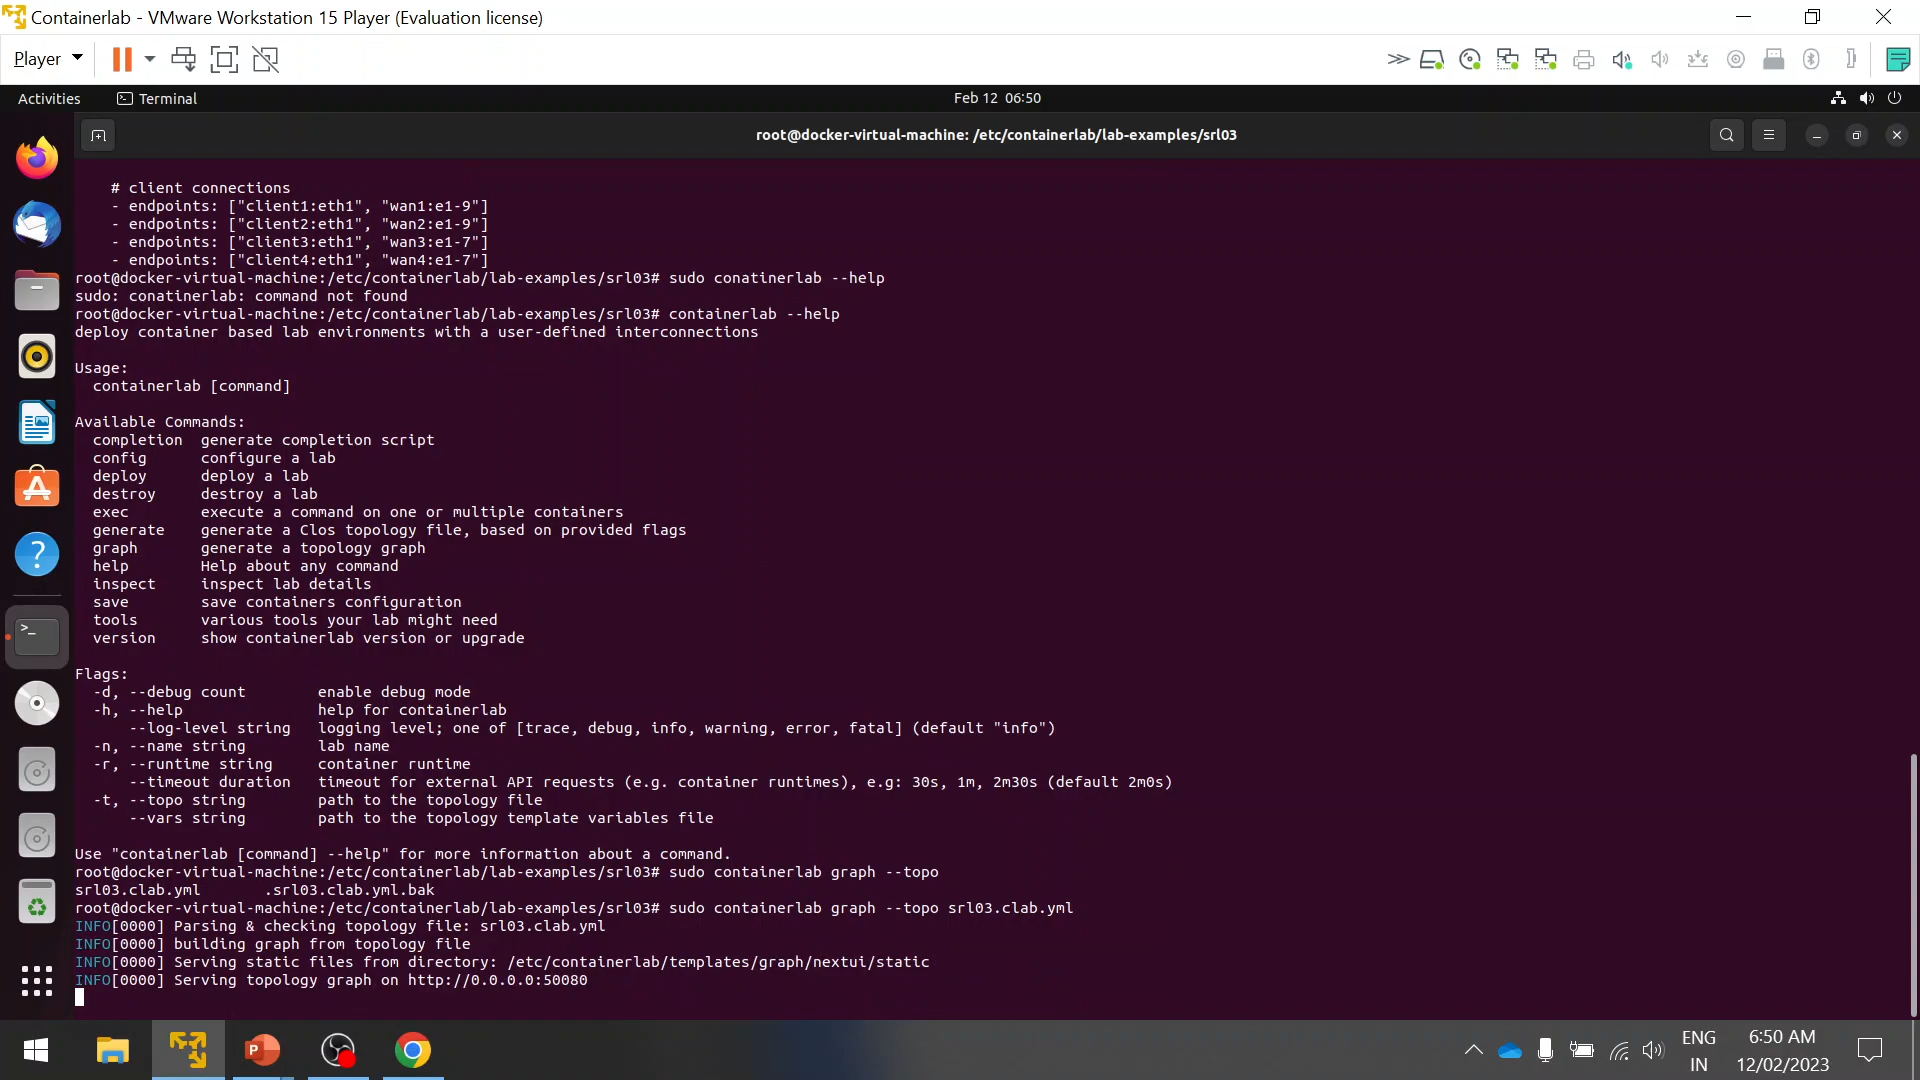 Containerlab - VMware Workstation 15 Player (Evaluation license)
Player
Activities
Terminal
Feb 12 06:50
root@docker-virtual-machine: /etc/containerlab/lab-examples/srl03
# client connections
- endpoints: ["client1:eth1", "wan1:e1-9"]
- endpoints: ["client2:eth1", "wan2:e1-9"]
- endpoints: ["client3:eth1", "wan3:e1-7"]
- endpoints: ["client4:eth1", "wan4:e1-7"]
root@docker-virtual-machine:/etc/containerlab/lab-examples/srl03# sudo conatinerlab --help
sudo: conatinerlab: command not found
root@docker-virtual-machine:/etc/containerlab/lab-examples/srl03# containerlab --help
deploy container based lab environments with a user-defined interconnections
Usage:
containerlab [command]
Available Commands:
completion  generate completion script
config      configure a lab
deploy      deploy a lab
destroy     destroy a lab
exec        execute a command on one or multiple containers
generate    generate a Clos topology file, based on provided flags
graph       generate a topology graph
help        Help about any command
inspect     inspect lab details
save        save containers configuration
tools       various tools your lab might need
version     show containerlab version or upgrade
Flags:
-d, --debug count        enable debug mode
-h, --help               help for containerlab
--log-level string   logging level; one of [trace, debug, info, warning, error, fatal] (default "info")
-n, --name string        lab name
-r, --runtime string     container runtime
--timeout duration   timeout for external API requests (e.g. container runtimes), e.g: 30s, 1m, 2m30s (default 2m0s)
-t, --topo string        path to the topology file
--vars string        path to the topology template variables file
Use "containerlab [command] --help" for more information about a command.
root@docker-virtual-machine:/etc/containerlab/lab-examples/srl03# sudo containerlab graph --topo
srl03.clab.yml       .srl03.clab.yml.bak
root@docker-virtual-machine:/etc/containerlab/lab-examples/srl03# sudo containerlab graph --topo srl03.clab.yml
INFO[0000] Parsing & checking topology file: srl03.clab.yml
INFO[0000] building graph from topology file
INFO[0000] Serving static files from directory: /etc/containerlab/templates/graph/nextui/static
INFO[0000] Serving topology graph on http://0.0.0.0:50080
ENG
IN
6:50 AM
12/02/2023